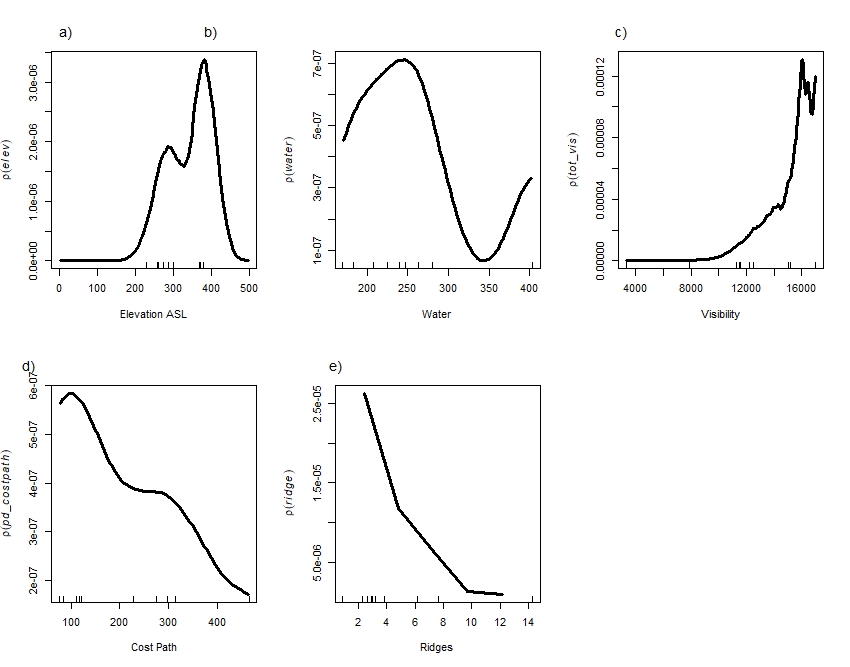 a) b) c)
ρ(elev)
0.0e+00 1.0e-06 2.0e-06 3.0e-06
0 100 200 300 400 500
Elevation ASL
ρ(water)
1e-07 3e-07 5e-07 7e-07
200 250 300 350 400
Water
ρ(tot_vis)
0.00000 0.00004 0.00008 0.00012
4000 8000 12000 16000
Visibility
d) e)
ρ(pd_costpath)
2e-07 3e-07 4e-07 5e-07 6e-07
100 200 300 400
Cost Path
ρ(ridge)
5.0e-06 1.5e-05 2.5e-05
2 4 6 8 10 12 14
Ridges